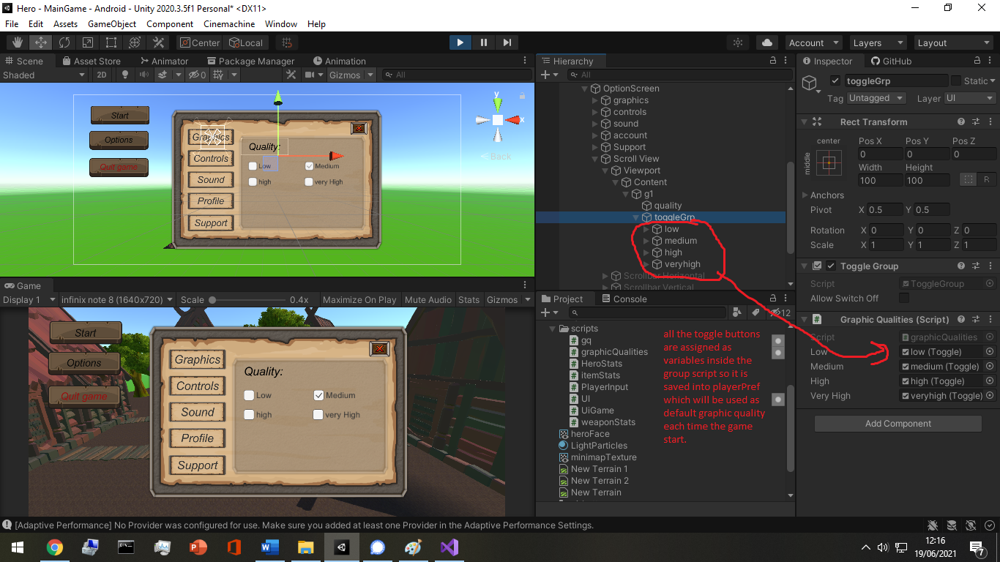 Hero - MainGame - Android - Unity 2020.3.5f1 Personal* <DX11>
File Edit Assets GameObject Component Cinemachine Window Help
Center Local Account Layers Layout
Scene Asset Store Animator Package Manager Animation
Shaded 2D 0 Gizmos All
Start
Options
Quit game
Graphics
Controls
Sound
Profile
Support
Quality:
Low Medium
high very High
y
x
Back
Game
Display 1 infinix note 8 (1640x720) Scale 0.4x Maximize On Play Mute Audio Stats Gizmos
Start
Options
Quit game
Graphics
Controls
Sound
Profile
Support
Quality:
Low Medium
high very High
Hierarchy
All
OptionScreen
graphics
controls
sound
account
Support
Scroll View
Viewport
Content
g1
quality
toggleGrp
low
medium
high
veryhigh
Scrollbar Horizontal
Scrollbar Vertical
Project Console
12
scripts
gq
graphicQualities
HeroStats
itemStats
PlayerInput
UI
UiGame
weaponStats
heroFace
LightParticles
minimapTexture
New Terrain 1
New Terrain 2
New Terrain
all the toggle buttons
are assigned as
variables inside the
group script so it is
saved into playerPref
which will be used as
default graphic quality
each time the game
start.
Inspector GitHub
toggleGrp Static
Tag Untagged Layer UI
Rect Transform
center Pos X Pos Y Pos Z
middle 0 0 0
Width Height
100 100 R
Anchors
Pivot X 0.5 Y 0.5
Rotation X 0 Y 0 Z 0
Scale X 1 Y 1 Z 1
Toggle Group
Script ToggleGroup
Allow Switch Off
Graphic Qualities (Script)
Script graphicQualities
Low low (Toggle)
Medium medium (Toggle)
High high (Toggle)
Very High veryhigh (Toggle)
Add Component
[Adaptive Performance] No Provider was configured for use. Make sure you added at least one Provider in the Adaptive Performance Settings.
12:16
19/06/2021
7